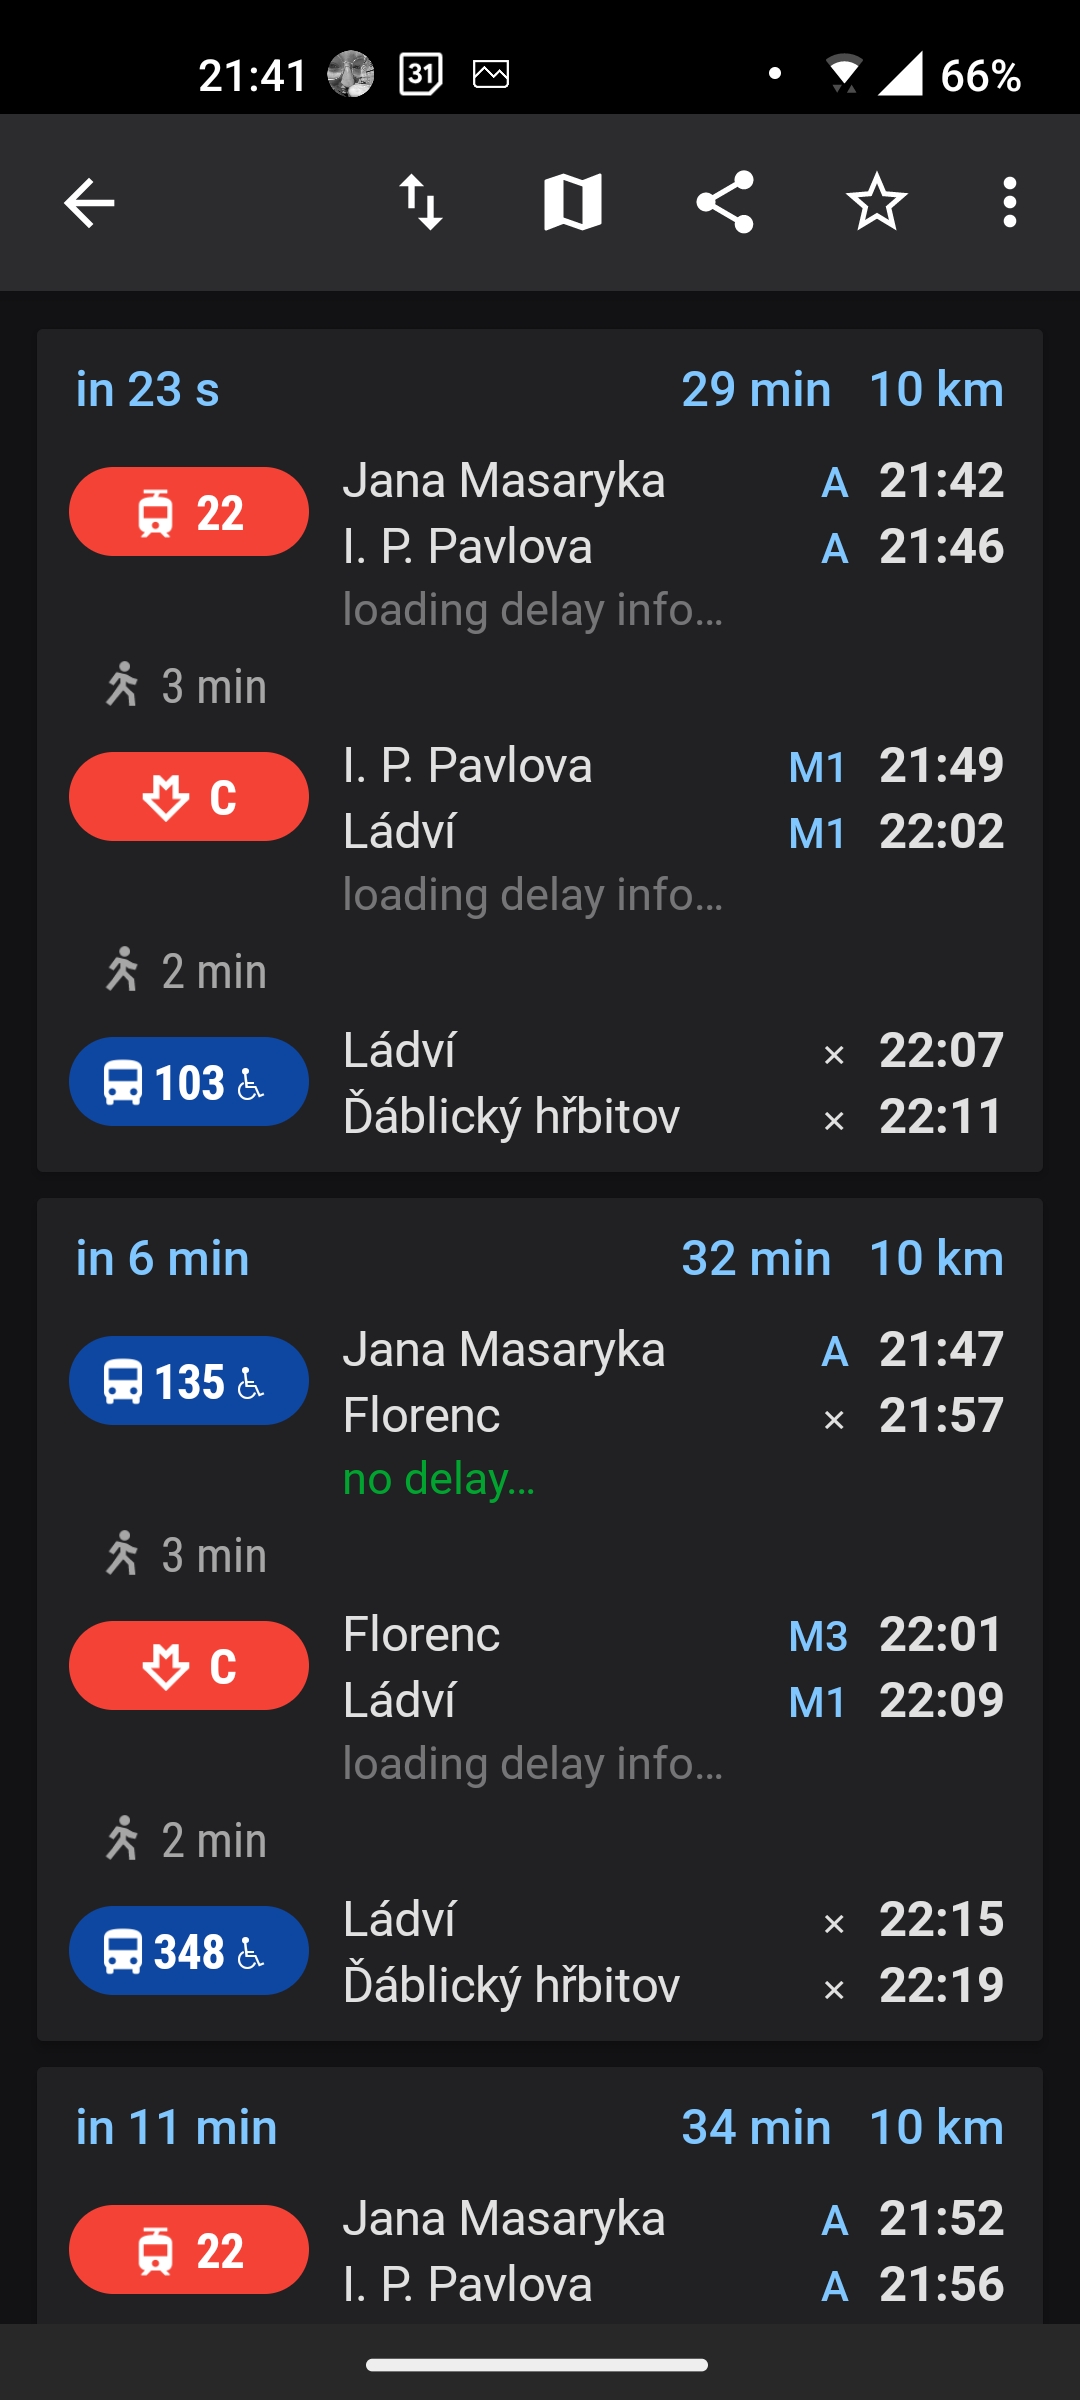 21:41 31 66%
in 23 s 29 min 10 km
22 Jana Masaryka A 21:42
I. P. Pavlova A 21:46
loading delay info…
3 min
C I. P. Pavlova M1 21:49
Ládví M1 22:02
loading delay info…
2 min
103 Ládví × 22:07
Ďáblický hřbitov × 22:11
in 6 min 32 min 10 km
135 Jana Masaryka A 21:47
Florenc × 21:57
no delay…
3 min
C Florenc M3 22:01
Ládví M1 22:09
loading delay info…
2 min
348 Ládví × 22:15
Ďáblický hřbitov × 22:19
in 11 min 34 min 10 km
22 Jana Masaryka A 21:52
I. P. Pavlova A 21:56